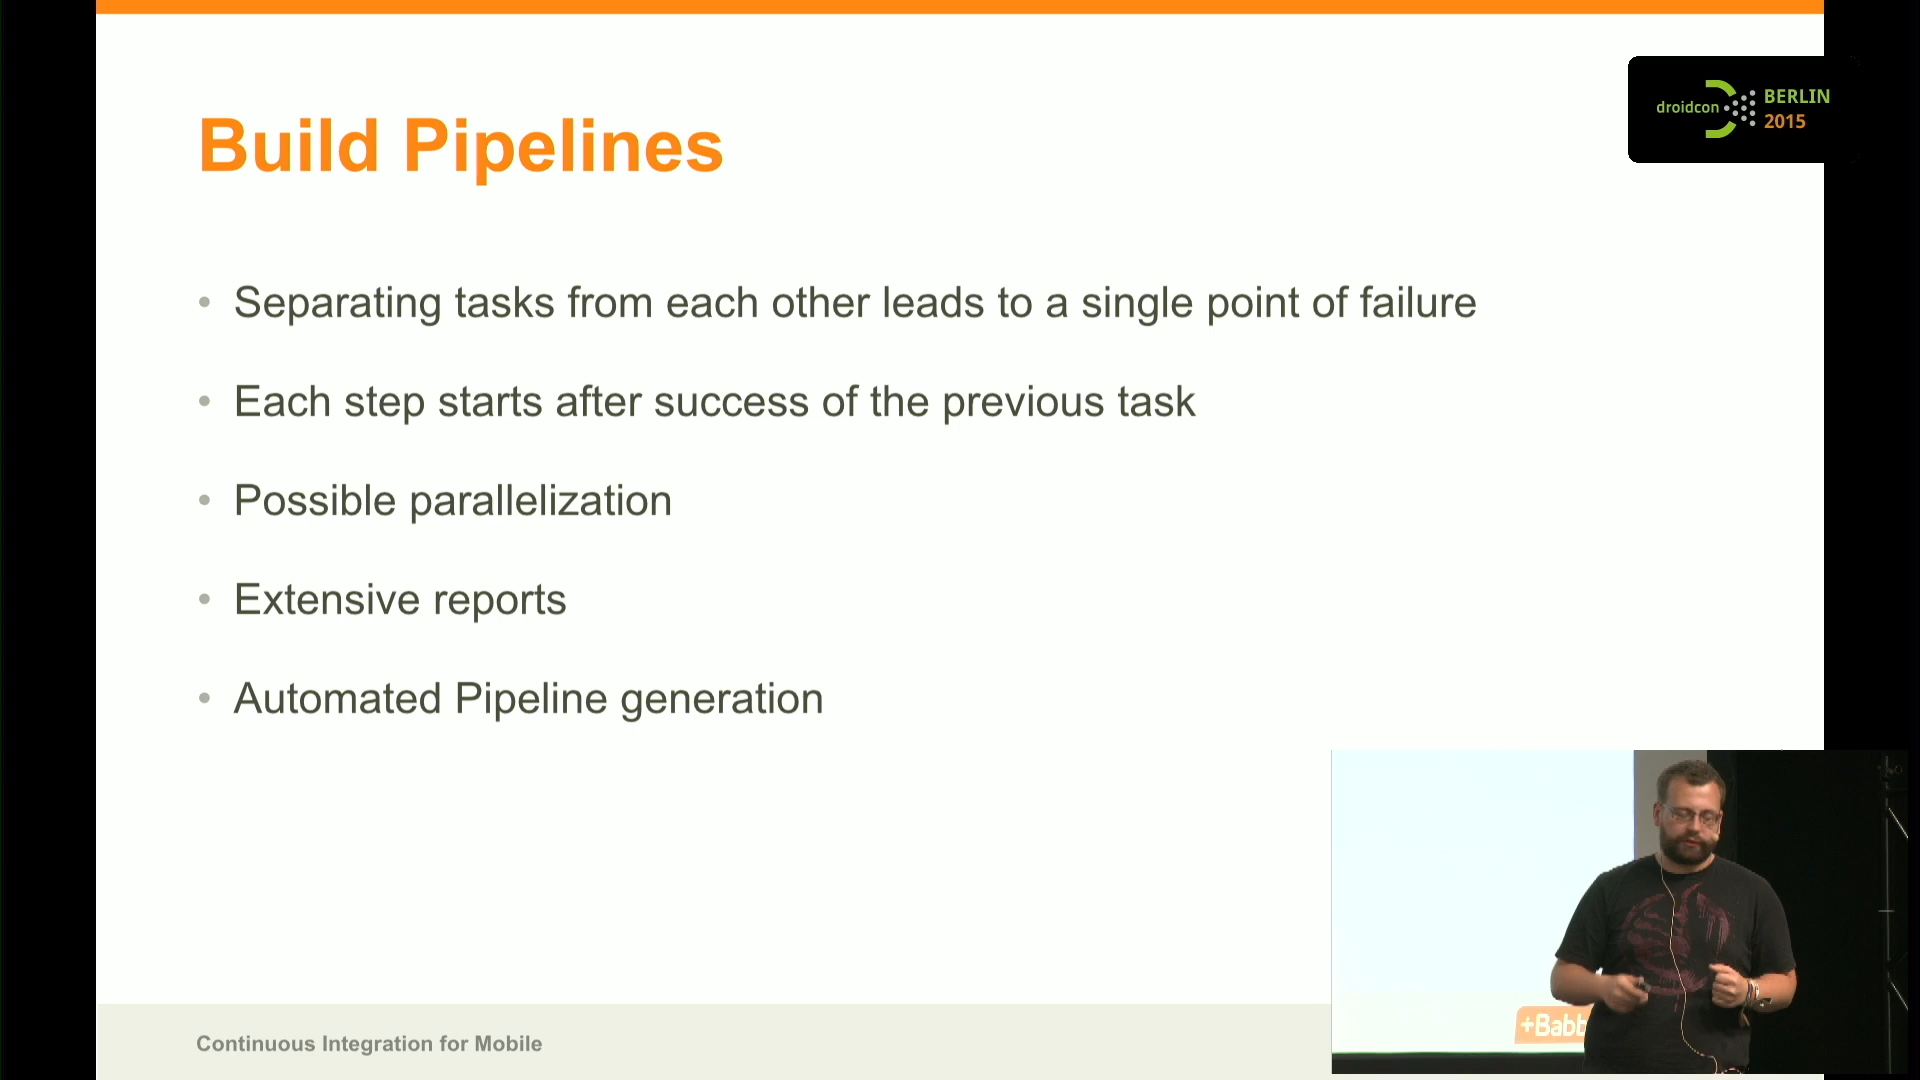 droidcon
BERLIN
2015
Build Pipelines
• Separating tasks from each other leads to a single point of failure
• Each step starts after success of the previous task
• Possible parallelization
• Extensive reports
• Automated Pipeline generation
+Babb
Continuous Integration for Mobile